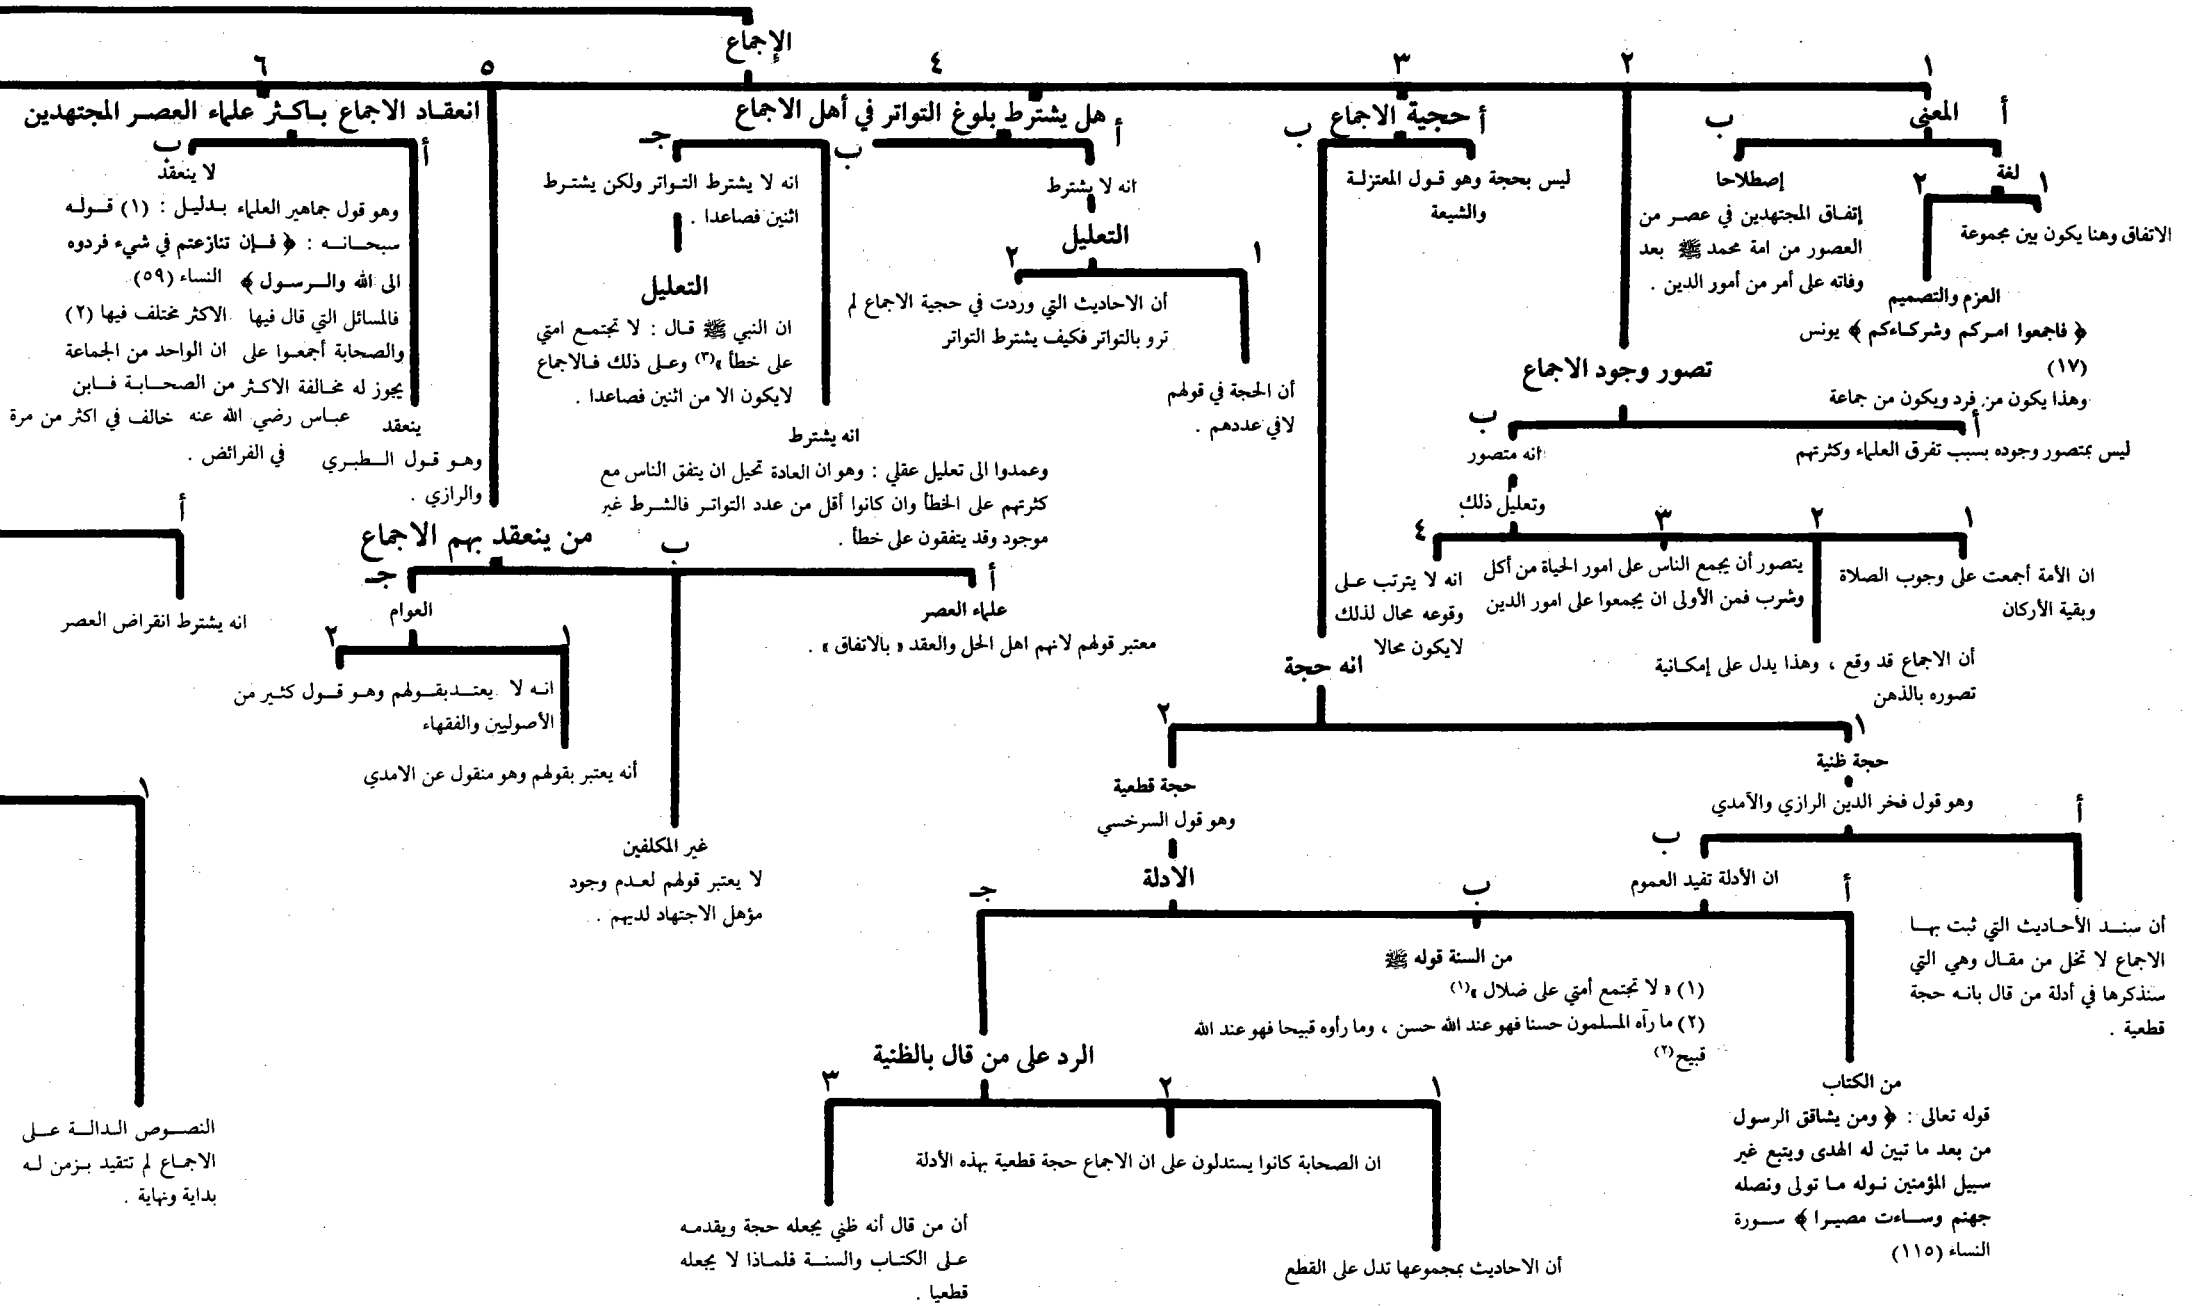 الإجماع
١
٢
٣
٤
٥
٦
المعنى
أ
ب
لغة
١
٢
الاتفاق وهنا يكون بين مجموعة
العزم والتصميم
﴿ فاجمعوا امركم وشركاءكم ﴾ يونس
(١٧)
وهذا يكون من فرد ويكون من جماعة
إصطلاحا
إتفاق المجتهدين في عصر من
العصور من امة محمد ﷺ بعد
وفاته على أمر من أمور الدين .
تصور وجود الاجماع
أ
ب
ليس بمتصور وجوده بسبب تفرق العلماء وكثرتهم
انه متصور
وتعليل ذلك
١
٢
٣
٤
ان الأمة أجمعت على وجوب الصلاة
وبقية الأركان
أن الاجماع قد وقع ، وهذا يدل على إمكانية
تصوره بالذهن
يتصور أن يجمع الناس على امور الحياة من أكل
وشرب فمن الأولى ان يجمعوا على امور الدين
انه لا يترتب على
وقوعه محال لذلك
لايكون محالا
حجية الاجماع
أ
ب
ليس بحجة وهو قول المعتزلة
والشيعة
انه حجة
١
٢
حجة ظنية
وهو قول فخر الدين الرازي والآمدي
أ
ب
أن سند الأحاديث التي ثبت بها
الاجماع لا تخل من مقال وهي التي
سنذكرها في أدلة من قال بانه حجة
قطعية .
ان الأدلة تفيد العموم
حجة قطعية
وهو قول السرخسي
الادلة
أ
ب
جـ
من الكتاب
قوله تعالى : ﴿ ومن يشاقق الرسول
من بعد ما تبين له الهدى ويتبع غير
سبيل المؤمنين نوله ما تولى ونصله
جهنم وساءت مصيرا ﴾ سورة
النساء (١١٥)
من السنة قوله ﷺ
(١) « لا تجتمع أمتي على ضلال »(١)
(٢) ما رآه المسلمون حسنا فهو عند الله حسن ، وما رأوه قبيحا فهو عند الله
قبيح(٢)
الرد على من قال بالظنية
١
٢
٣
أن الاحاديث بمجموعها تدل على القطع
ان الصحابة كانوا يستدلون على ان الاجماع حجة قطعية بهذه الأدلة
أن من قال أنه ظني يجعله حجة ويقدمه
على الكتاب والسنة فلماذا لا يجعله
قطعيا .
هل يشترط بلوغ التواتر في أهل الاجماع
أ
ب
جـ
انه لا يشترط
التعليل
١
٢
أن الحجة في قولهم
لافي عددهم .
أن الاحاديث التي وردت في حجية الاجماع لم
ترو بالتواتر فكيف يشترط التواتر
انه يشترط
وعمدوا الى تعليل عقلي : وهو ان العادة تحيل ان يتفق الناس مع
كثرتهم على الخطأ وان كانوا أقل من عدد التواتر فالشرط غير
موجود وقد يتفقون على خطأ .
انه لا يشترط التواتر ولكن يشترط
اثنين فصاعدا .
التعليل
ان النبي ﷺ قال : لا تجتمع امتي
على خطأ »(٣) وعلى ذلك فالاجماع
لايكون الا من اثنين فصاعدا .
من ينعقد بهم الاجماع
أ
ب
جـ
علماء العصر
معتبر قولهم لانهم اهل الحل والعقد « بالاتفاق » .
غير المكلفين
لا يعتبر قولهم لعدم وجود
مؤهل الاجتهاد لديهم .
العوام
١
٢
أنه يعتبر بقولهم وهو منقول عن الامدي
انه لا يعتد بقولهم وهو قول كثير من
الأصوليين والفقهاء
انعقاد الاجماع باكثر علماء العصر المجتهدين
أ
ب
ينعقد
وهو قول الطبري
والرازي .
لا ينعقد
وهو قول جماهير العلماء بدليل : (١) قوله
سبحانه : ﴿ فإن تنازعتم في شيء فردوه
الى الله والرسول ﴾ النساء (٥٩)
فالمسائل التي قال فيها الاكثر مختلف فيها (٢)
والصحابة أجمعوا على ان الواحد من الجماعة
يجوز له مخالفة الاكثر من الصحابة فابن
عباس رضي الله عنه خالف في اكثر من مرة
في الفرائض .
أ
انه يشترط انقراض العصر
١
النصوص الدالة على
الاجماع لم تتقيد بزمن له
بداية ونهاية .